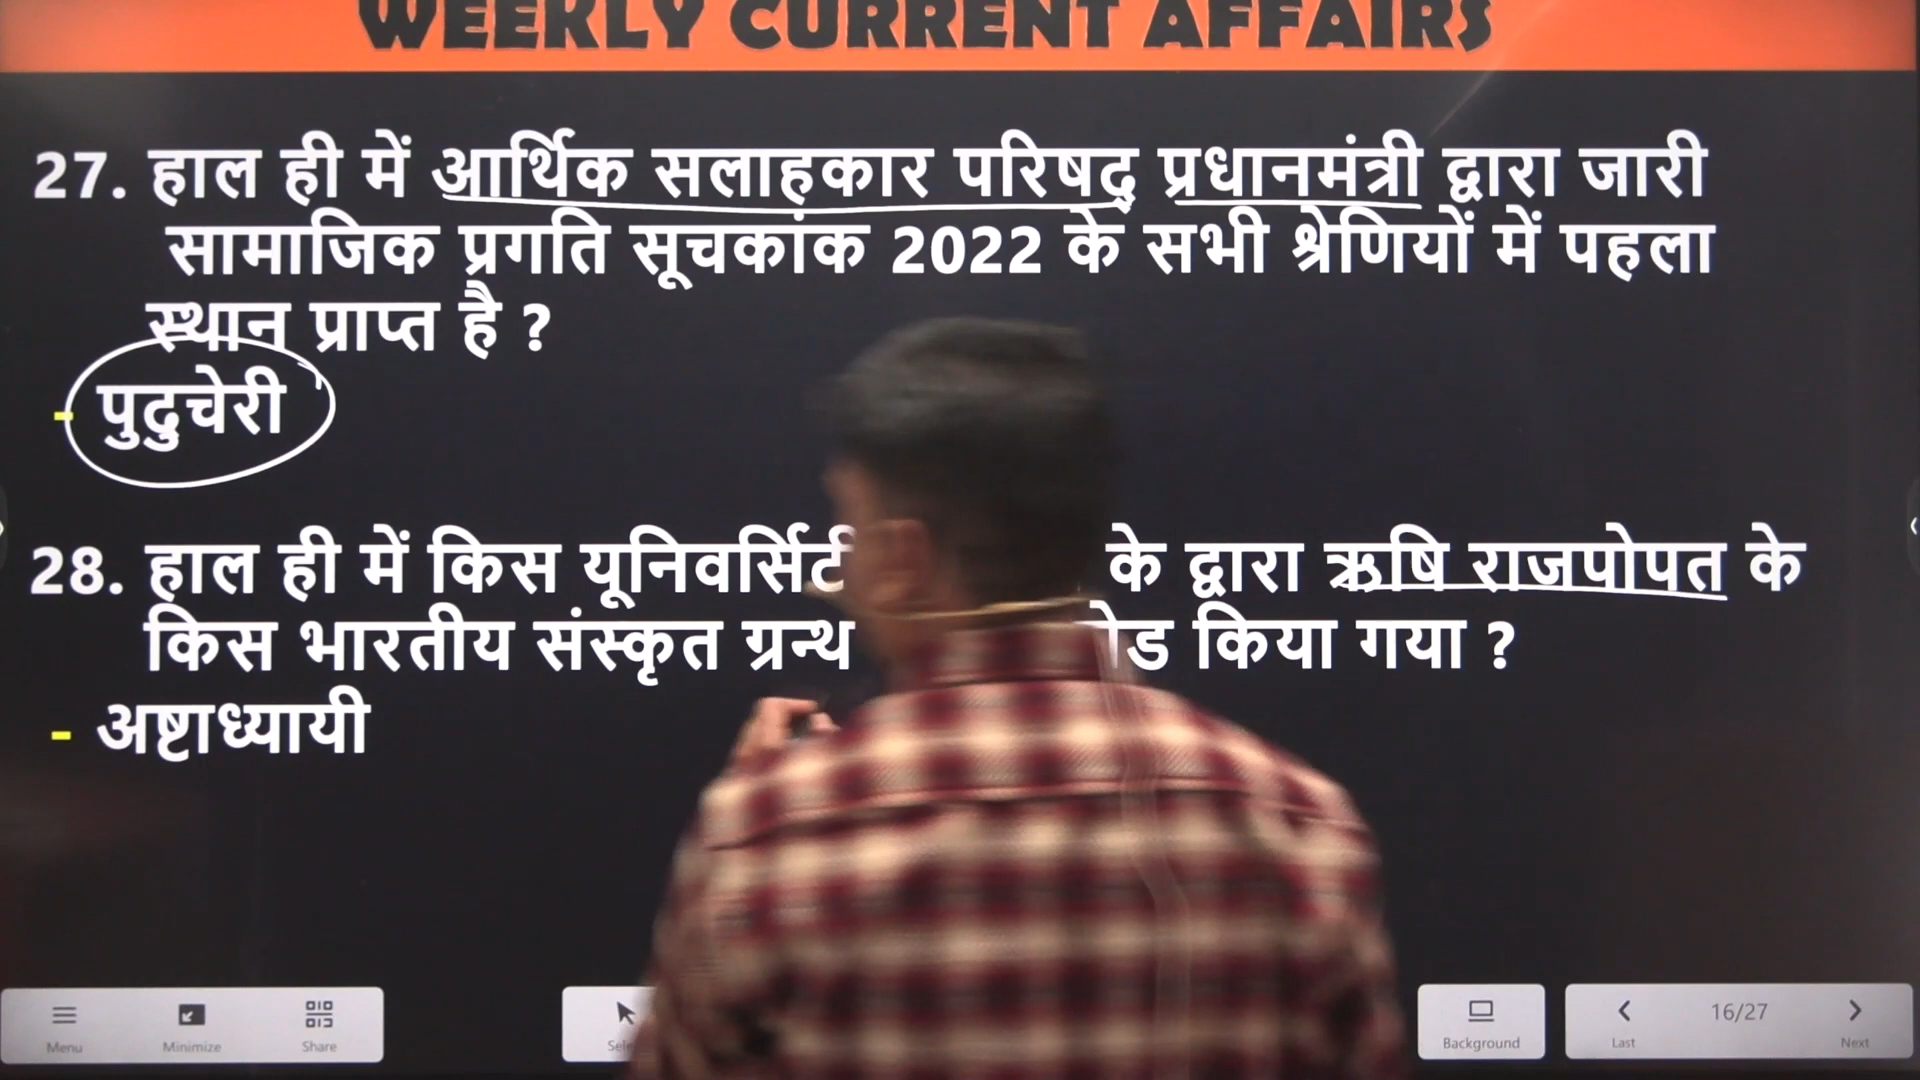 WEEKLY CURRENT AFFAIRS
27. हाल ही में आर्थिक सलाहकार परिषद् प्रधानमंत्री द्वारा जारी
सामाजिक प्रगति सूचकांक 2022 के सभी श्रेणियों में पहला
स्थान प्राप्त है ?
- पुदुचेरी
28. हाल ही में किस के द्वारा ऋषि राजपोपत के
किस भारतीय संस्कृत ग्रन्थ किया गया ?
- अष्टाध्यायी
Menu Minimize Share Background Last 16/27 Next